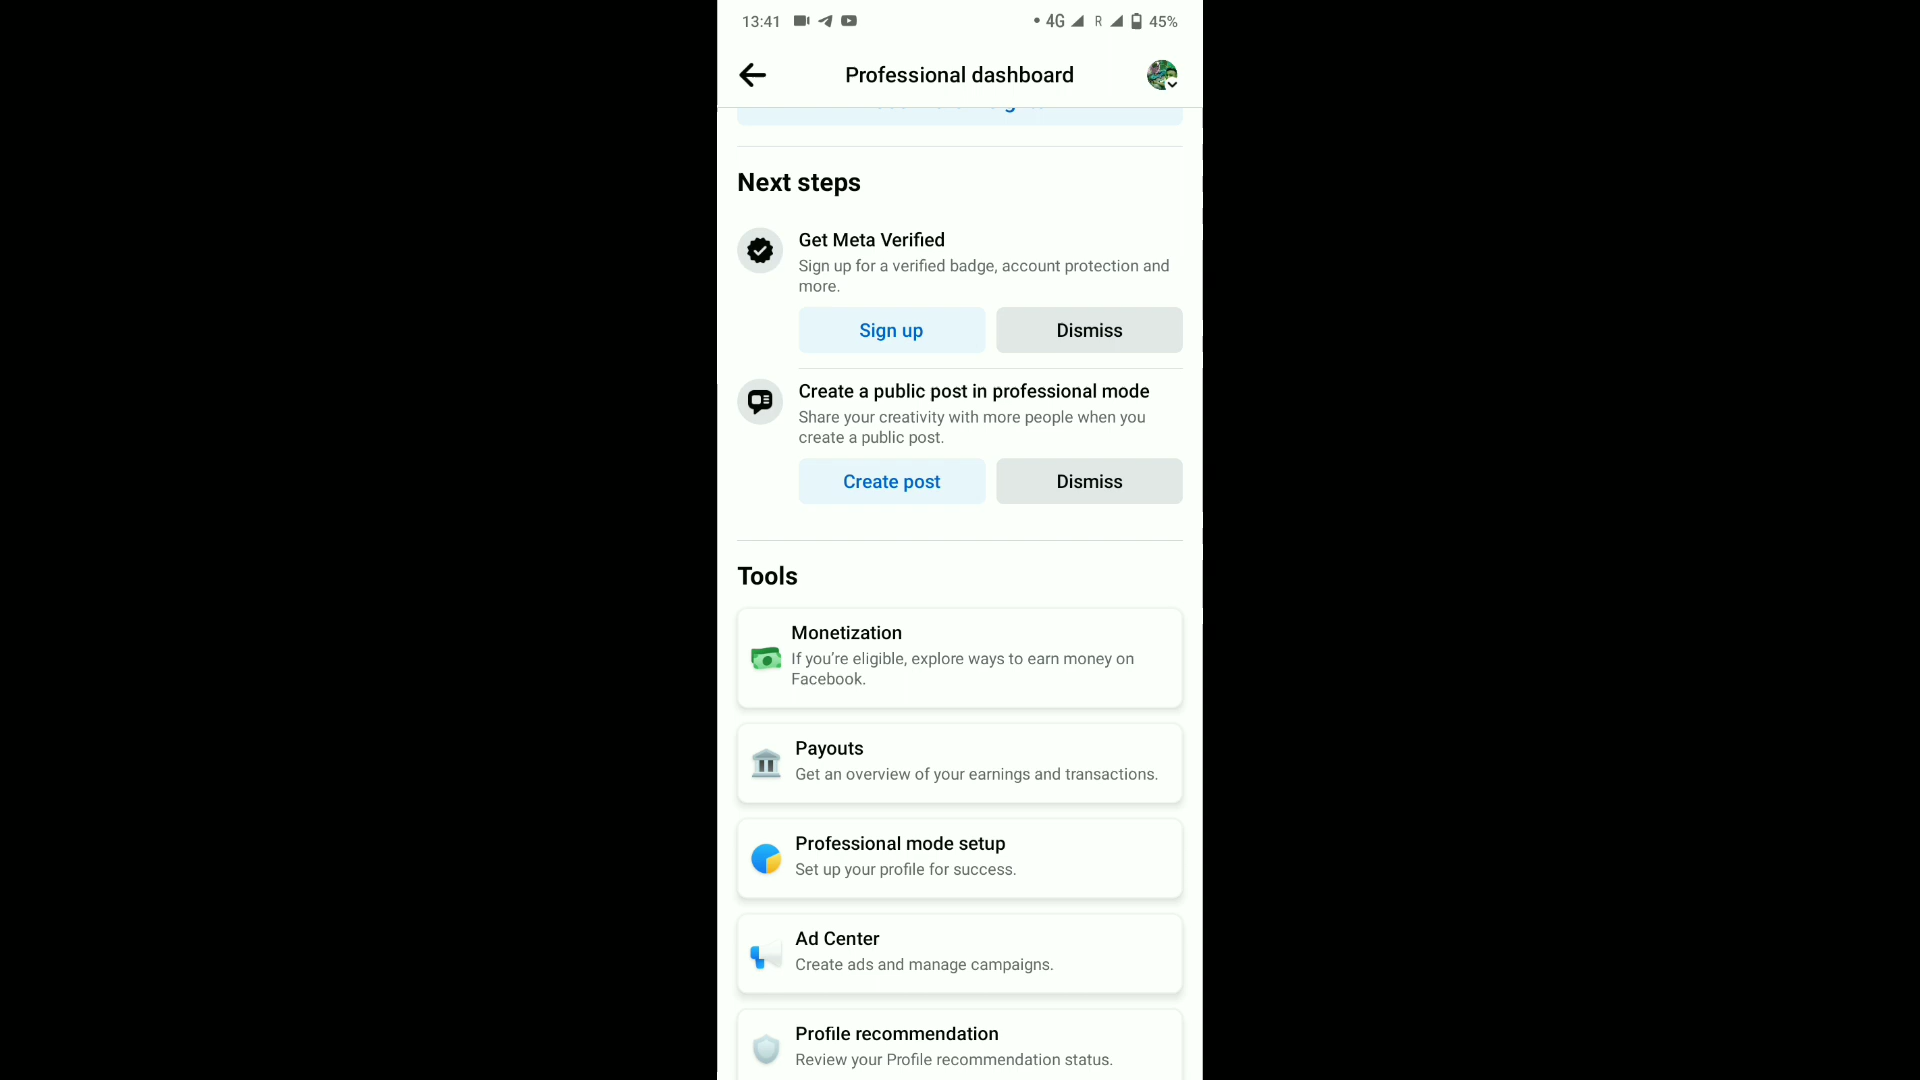 13:41 4G R 45%
Professional dashboard
Next steps
Get Meta Verified
Sign up for a verified badge, account protection and
more.
Sign up Dismiss
Create a public post in professional mode
Share your creativity with more people when you
create a public post.
Create post Dismiss
Tools
Monetization
If you’re eligible, explore ways to earn money on
Facebook.
Payouts
Get an overview of your earnings and transactions.
Professional mode setup
Set up your profile for success.
Ad Center
Create ads and manage campaigns.
Profile recommendation
Review your Profile recommendation status.